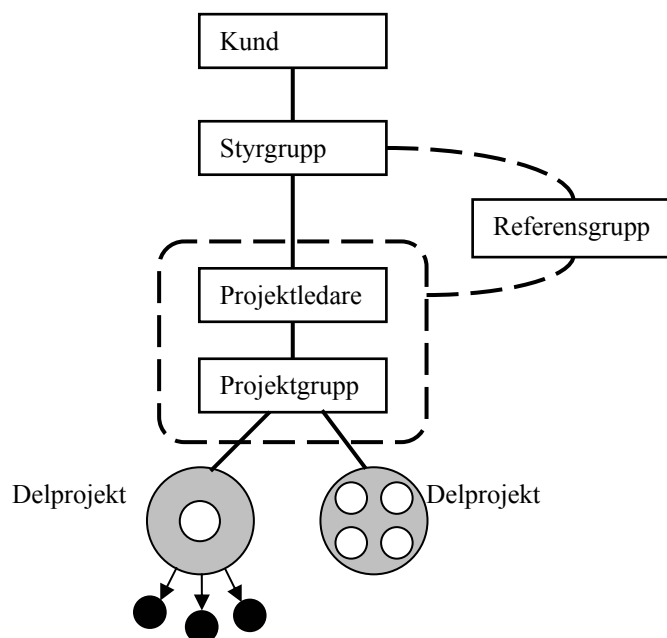 Kund
Styrgrupp
Referensgrupp
Projektledare
Projektgrupp
Delprojekt
Delprojekt